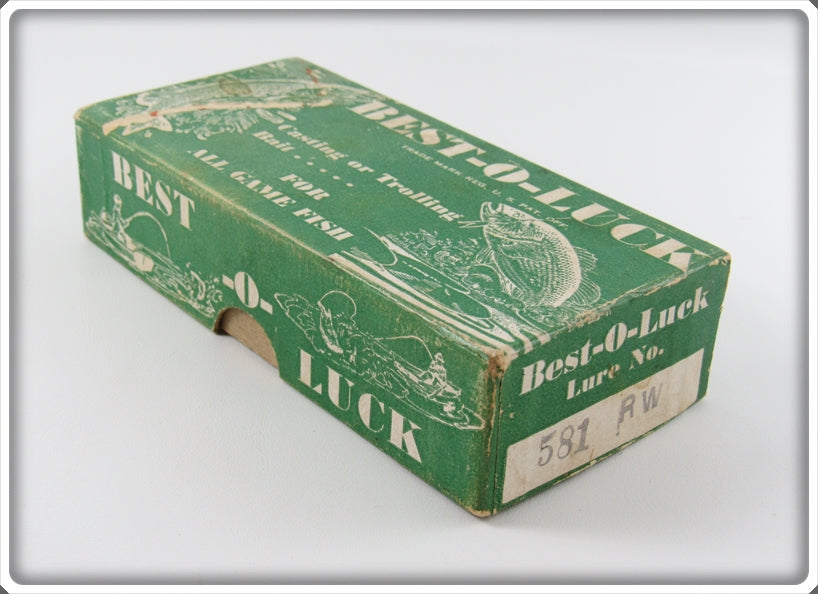 BEST-O-LUCK
TRADE MARK REG. U. S. PAT. OFF.
Casting or Trolling
Bait . . . . .
FOR
ALL GAME FISH
BEST
-O-
LUCK
Best-O-Luck
Lure No.
581 RW